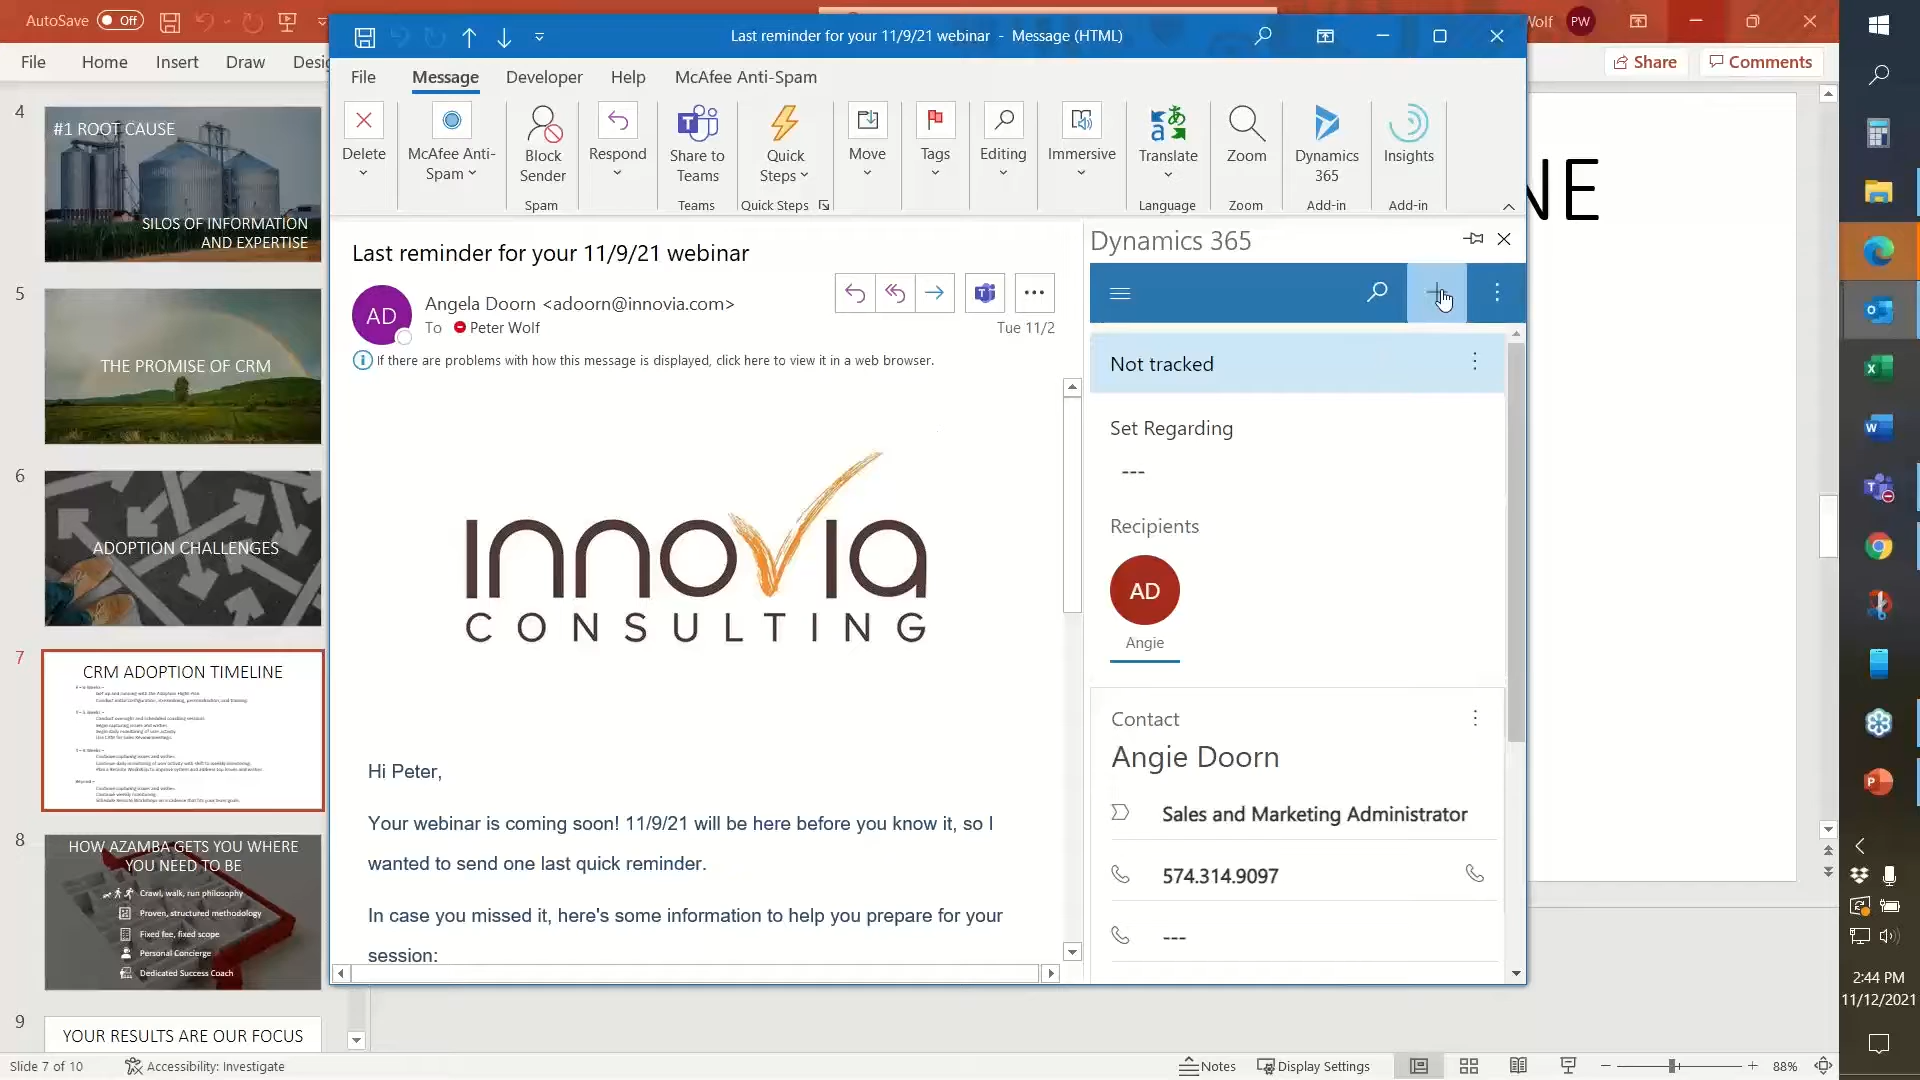 AutoSave Off
Wolf PW
File Home Insert Draw
Share Comments
4
#1 ROOT CAUSE
SILOS OF INFORMATION
AND EXPERTISE
5
THE PROMISE OF CRM
6
ADOPTION CHALLENGES
7
CRM ADOPTION TIMELINE
8
HOW AZAMBA GETS YOU WHERE
YOU NEED TO BE
Crawl, walk, run philosophy
Proven, structured methodology
Fixed fee, fixed scope
Personal Concierge
Dedicated Success Coach
9
YOUR RESULTS ARE OUR FOCUS
Last reminder for your 11/9/21 webinar - Message (HTML)
File Message Developer Help McAfee Anti-Spam
Delete
McAfee Anti-
Spam
Block
Sender
Respond
Share to
Teams
Quick
Steps
Move
Tags
Editing
Immersive
Translate
Zoom
Dynamics
365
Insights
Spam Teams Quick Steps Language Zoom Add-in Add-in
Last reminder for your 11/9/21 webinar
AD
Angela Doorn <adoorn@innovia.com>
To Peter Wolf
Tue 11/2
If there are problems with how this message is displayed, click here to view it in a web browser.
INNOVIA
CONSULTING
Hi Peter,
Your webinar is coming soon! 11/9/21 will be here before you know it, so I
wanted to send one last quick reminder.
In case you missed it, here's some information to help you prepare for your
session:
Dynamics 365
Not tracked
Set Regarding
---
Recipients
AD
Angie
Contact
Angie Doorn
Sales and Marketing Administrator
574.314.9097
---
NE
2:44 PM
11/12/2021
Slide 7 of 10 Accessibility: Investigate Notes Display Settings 88%